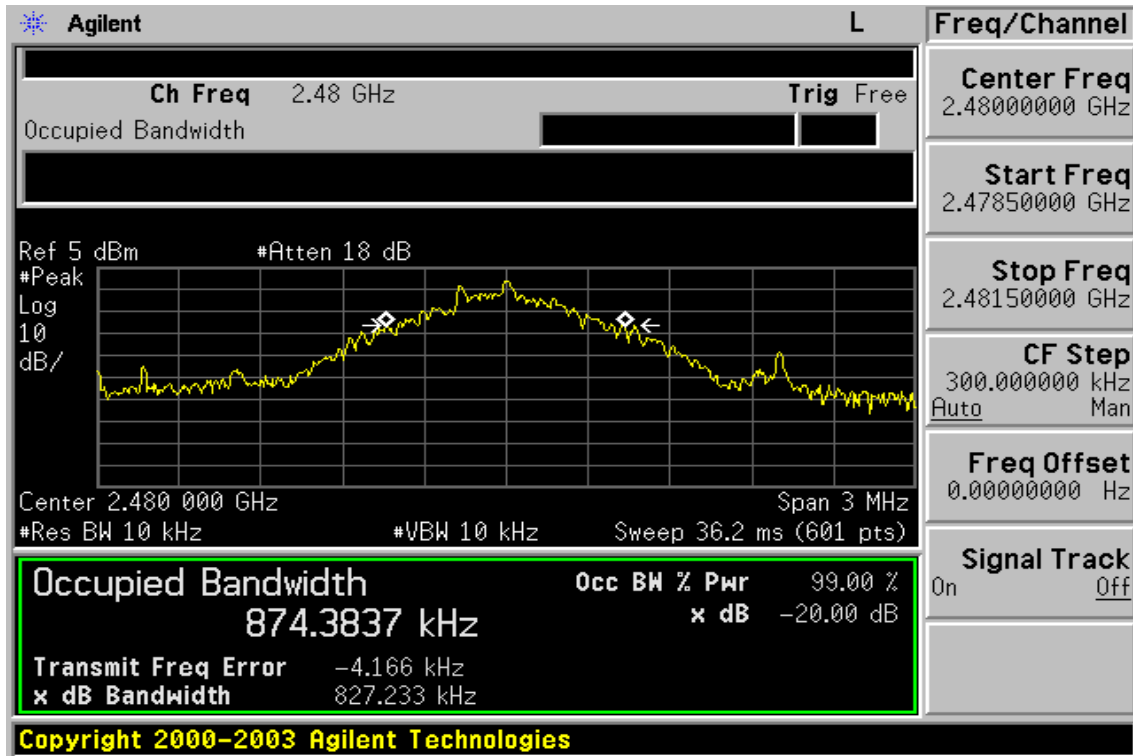 Agilent L
Freq/Channel
Ch Freq 2.48 GHz Trig Free
Occupied Bandwidth
Center Freq
2.48000000 GHz
Start Freq
2.47850000 GHz
Stop Freq
2.48150000 GHz
CF Step
300.000000 kHz
Auto Man
Freq Offset
0.00000000 Hz
Signal Track
On Off
Ref 5 dBm #Atten 18 dB
#Peak
Log
10
dB/
Center 2.480 000 GHz Span 3 MHz
#Res BW 10 kHz #VBW 10 kHz Sweep 36.2 ms (601 pts)
Occupied Bandwidth Occ BW % Pwr 99.00 %
874.3837 kHz x dB -20.00 dB
Transmit Freq Error -4.166 kHz
x dB Bandwidth 827.233 kHz
Copyright 2000-2003 Agilent Technologies